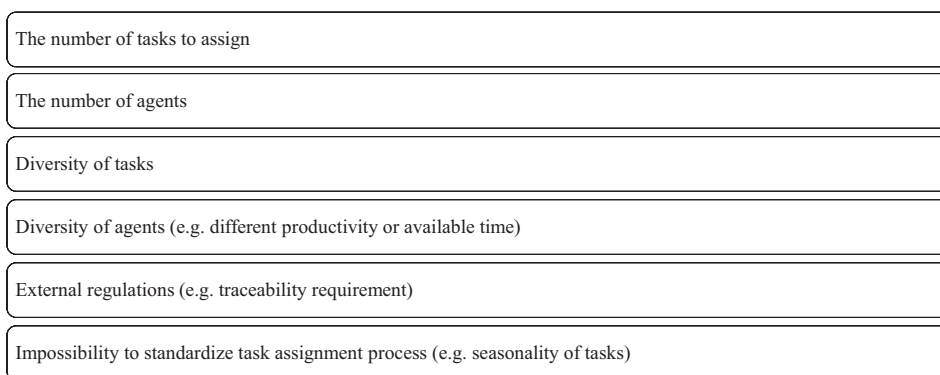 The number of tasks to assign
The number of agents
Diversity of tasks
Diversity of agents (e.g. different productivity or available time)
External regulations (e.g. traceability requirement)
Impossibility to standardize task assignment process (e.g. seasonality of tasks)